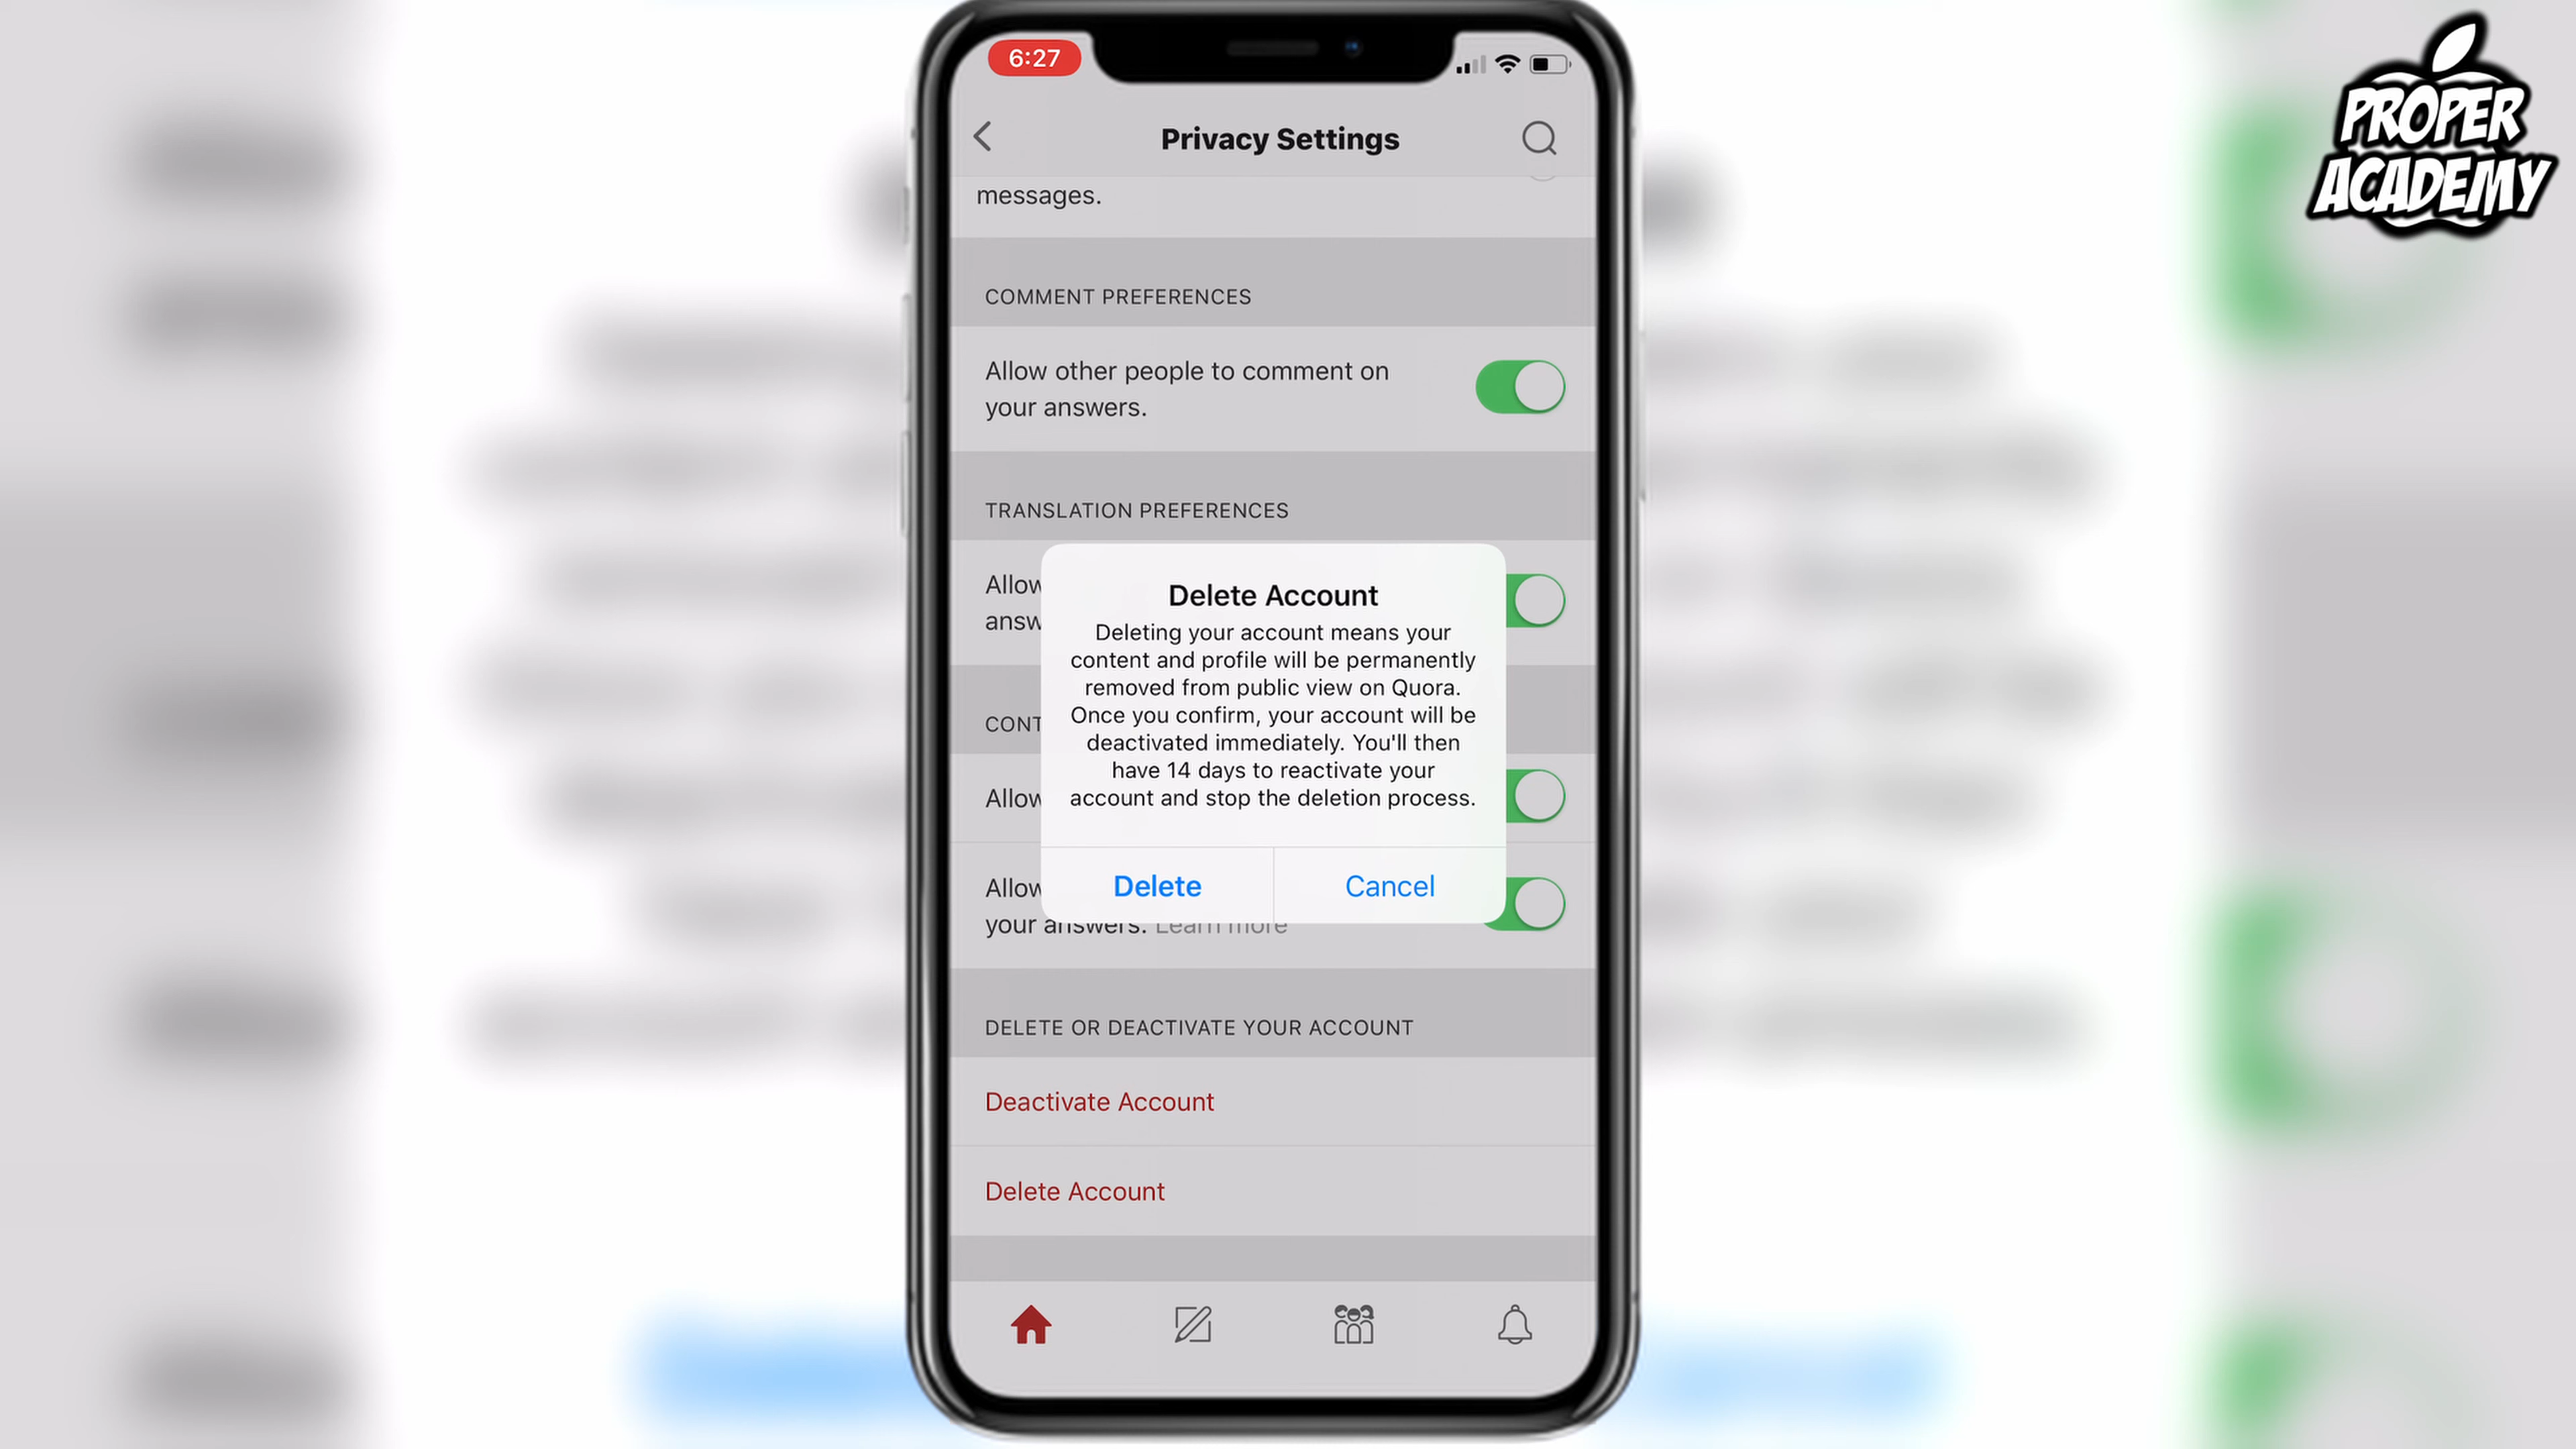 6:27
PROPER
ACADEMY
Privacy Settings
messages.
COMMENT PREFERENCES
Allow other people to comment on
your answers.
TRANSLATION PREFERENCES
Allow
answ
Delete Account
Deleting your account means your
content and profile will be permanently
removed from public view on Quora.
Once you confirm, your account will be
deactivated immediately. You'll then
have 14 days to reactivate your
account and stop the deletion process.
Delete
Cancel
CONT
Allow
Allow
your answers. Learn more
DELETE OR DEACTIVATE YOUR ACCOUNT
Deactivate Account
Delete Account